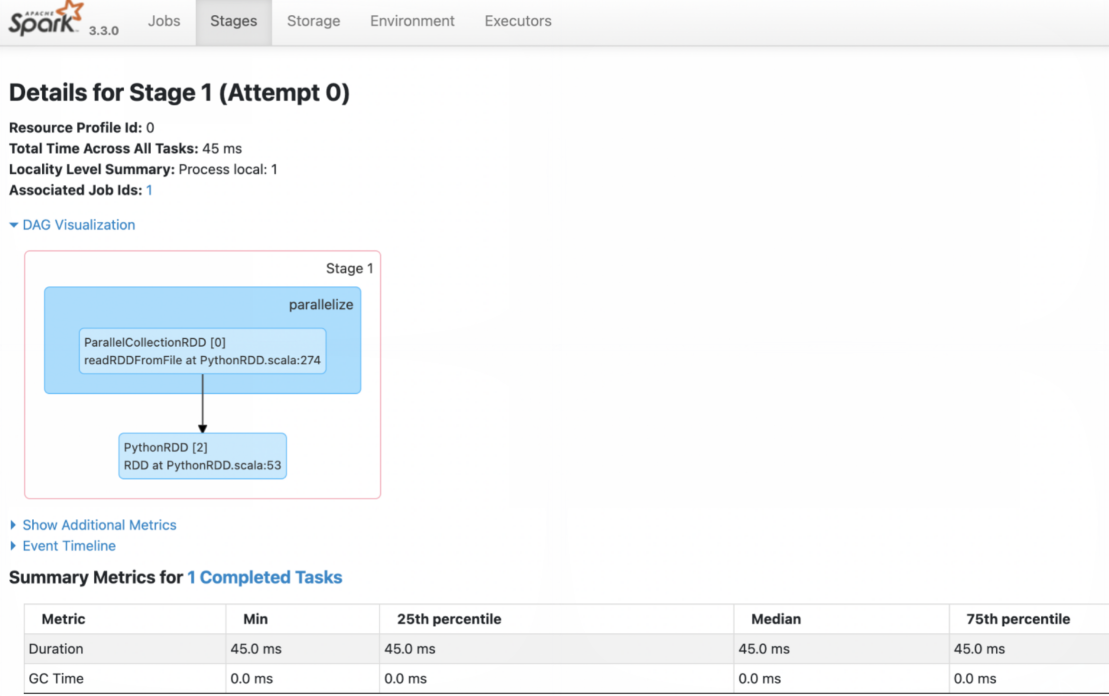 APACHE Spark 3.3.0 Jobs Stages Storage Environment Executors
Details for Stage 1 (Attempt 0)
Resource Profile Id: 0
Total Time Across All Tasks: 45 ms
Locality Level Summary: Process local: 1
Associated Job Ids: 1
DAG Visualization
Stage 1
parallelize
ParallelCollectionRDD [0]
readRDDFromFile at PythonRDD.scala:274
PythonRDD [2]
RDD at PythonRDD.scala:53
Show Additional Metrics
Event Timeline
Summary Metrics for 1 Completed Tasks
Metric Min 25th percentile Median 75th percentile
Duration 45.0 ms 45.0 ms 45.0 ms 45.0 ms
GC Time 0.0 ms 0.0 ms 0.0 ms 0.0 ms